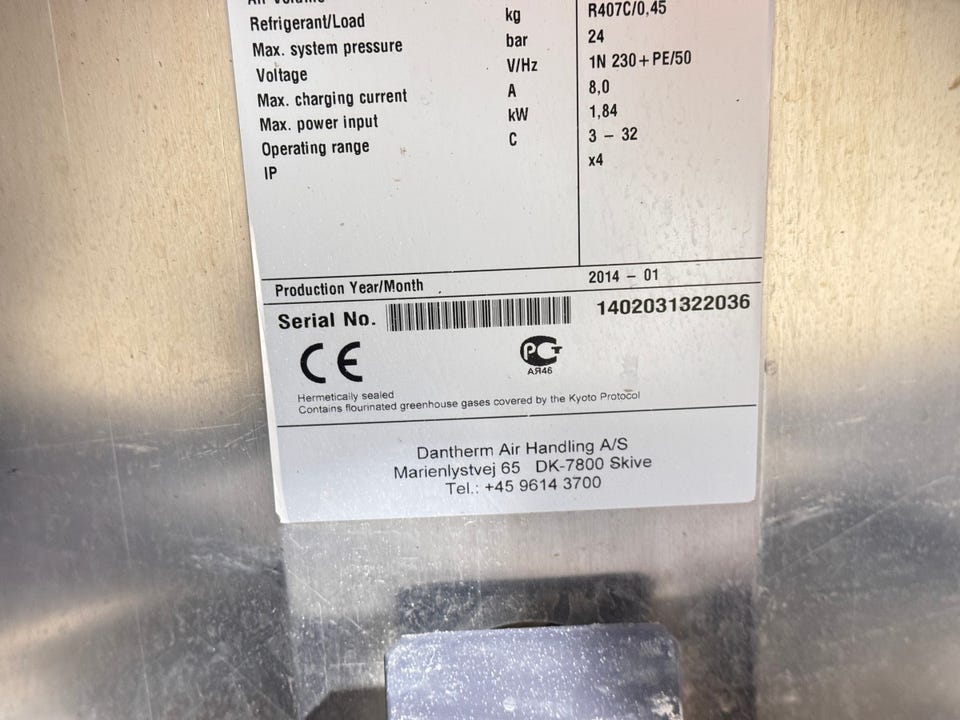 Air Volume
Refrigerant/Load kg R407C/0,45
Max. system pressure bar 24
Voltage V/Hz 1N 230+PE/50
Max. charging current A 8,0
Max. power input kW 1,84
Operating range C 3 – 32
IP x4
Production Year/Month 2014 – 01
Serial No. 1402031322036
CE PCT
АЯ46
Hermetically sealed
Contains flourinated greenhouse gases covered by the Kyoto Protocol
Dantherm Air Handling A/S
Marienlystvej 65 DK-7800 Skive
Tel.: +45 9614 3700